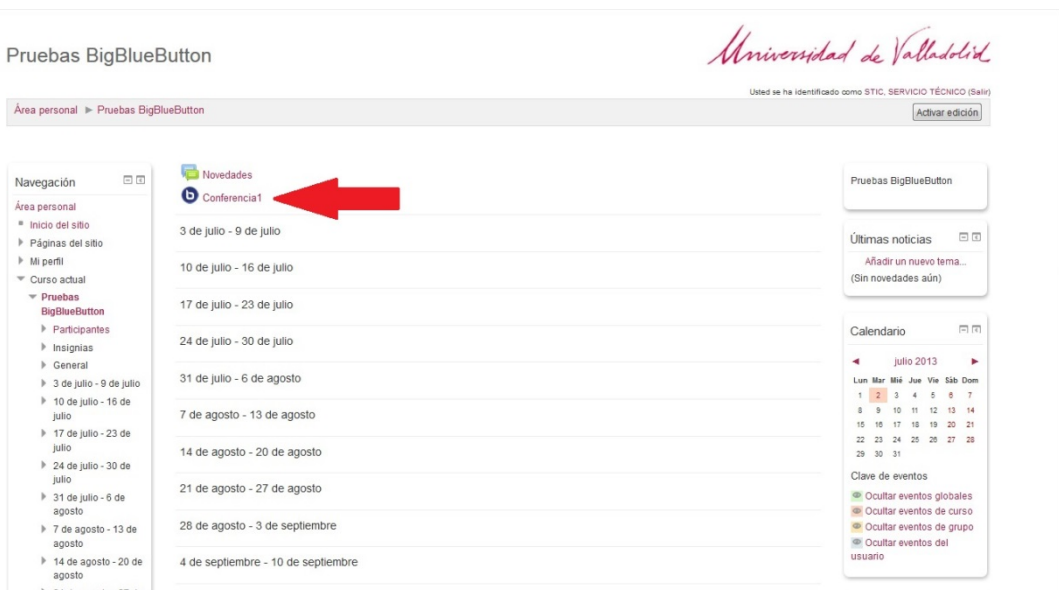 Pruebas BigBlueButton
Universidad de Valladolid
Usted se ha identificado como STIC, SERVICIO TÉCNICO (Salir)
Área personal ▶ Pruebas BigBlueButton
Activar edición
Navegación
Área personal
Inicio del sitio
Páginas del sitio
Mi perfil
Curso actual
Pruebas
BigBlueButton
Participantes
Insignias
General
3 de julio - 9 de julio
10 de julio - 16 de
julio
17 de julio - 23 de
julio
24 de julio - 30 de
julio
31 de julio - 6 de
agosto
7 de agosto - 13 de
agosto
14 de agosto - 20 de
agosto
Novedades
b Conferencia1
3 de julio - 9 de julio
10 de julio - 16 de julio
17 de julio - 23 de julio
24 de julio - 30 de julio
31 de julio - 6 de agosto
7 de agosto - 13 de agosto
14 de agosto - 20 de agosto
21 de agosto - 27 de agosto
28 de agosto - 3 de septiembre
4 de septiembre - 10 de septiembre
Pruebas BigBlueButton
Últimas noticias
Añadir un nuevo tema...
(Sin novedades aún)
Calendario
◄ julio 2013 ►
Lun Mar Mié Jue Vie Sáb Dom
1 2 3 4 5 6 7
8 9 10 11 12 13 14
15 16 17 18 19 20 21
22 23 24 25 26 27 28
29 30 31
Clave de eventos
Ocultar eventos globales
Ocultar eventos de curso
Ocultar eventos de grupo
Ocultar eventos del
usuario